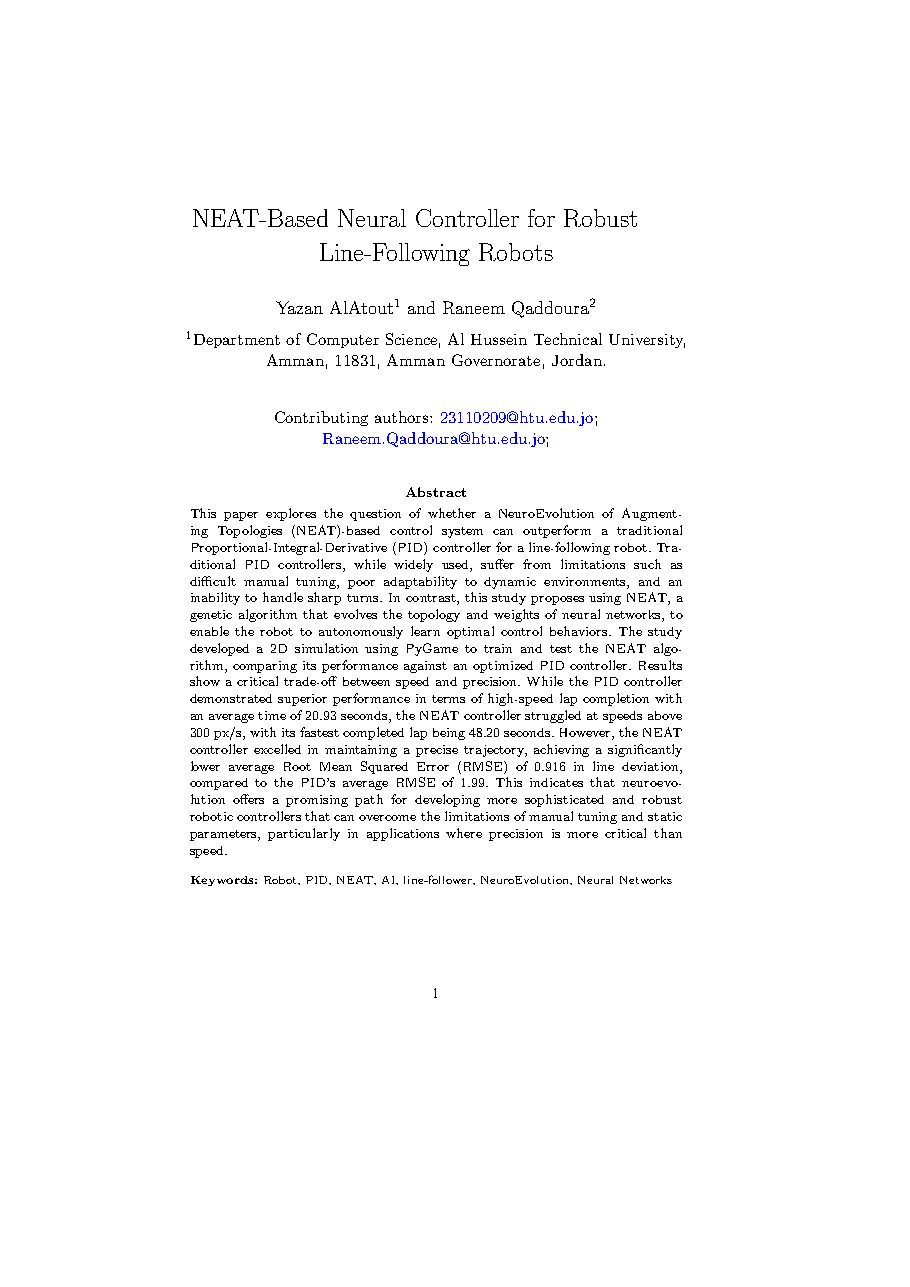 NEAT-Based Neural Controller for Robust
Line-Following Robots
Yazan AlAtout1 and Raneem Qaddoura2
1Department of Computer Science, Al Hussein Technical University,
Amman, 11831, Amman Governorate, Jordan.
Contributing authors: 23110209@htu.edu.jo;
Raneem.Qaddoura@htu.edu.jo;
Abstract
This paper explores the question of whether a NeuroEvolution of Augment-
ing Topologies (NEAT)-based control system can outperform a traditional
Proportional-Integral-Derivative (PID) controller for a line-following robot. Tra-
ditional PID controllers, while widely used, suffer from limitations such as
difficult manual tuning, poor adaptability to dynamic environments, and an
inability to handle sharp turns. In contrast, this study proposes using NEAT, a
genetic algorithm that evolves the topology and weights of neural networks, to
enable the robot to autonomously learn optimal control behaviors. The study
developed a 2D simulation using PyGame to train and test the NEAT algo-
rithm, comparing its performance against an optimized PID controller. Results
show a critical trade-off between speed and precision. While the PID controller
demonstrated superior performance in terms of high-speed lap completion with
an average time of 20.93 seconds, the NEAT controller struggled at speeds above
300 px/s, with its fastest completed lap being 48.20 seconds. However, the NEAT
controller excelled in maintaining a precise trajectory, achieving a significantly
lower average Root Mean Squared Error (RMSE) of 0.916 in line deviation,
compared to the PID's average RMSE of 1.99. This indicates that neuroevo-
lution offers a promising path for developing more sophisticated and robust
robotic controllers that can overcome the limitations of manual tuning and static
parameters, particularly in applications where precision is more critical than
speed.
Keywords: Robot, PID, NEAT, AI, line-follower, NeuroEvolution, Neural Networks
1